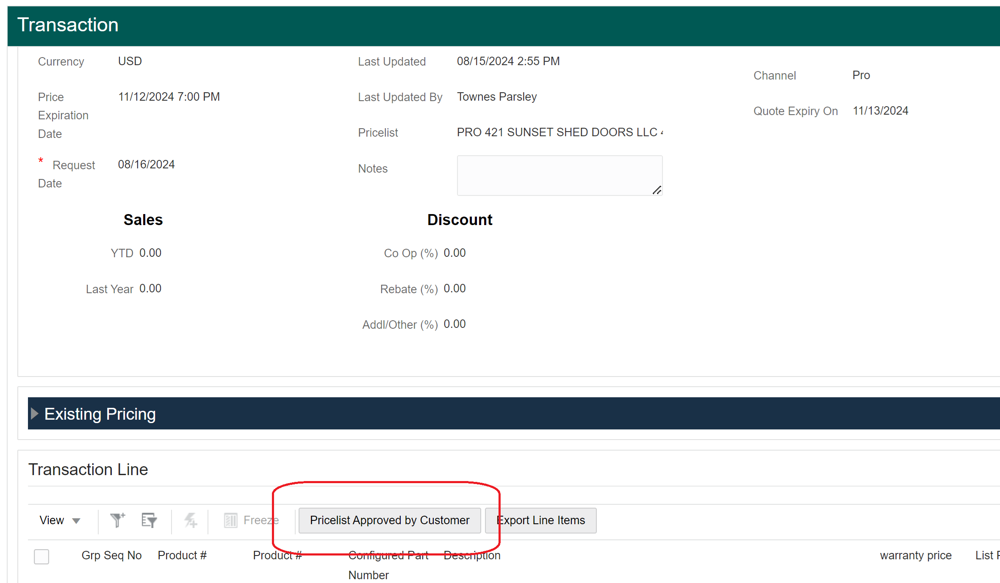 Transaction
Currency USD
Last Updated 08/15/2024 2:55 PM
Channel Pro
Price Expiration Date 11/12/2024 7:00 PM
Last Updated By Townes Parsley
Quote Expiry On 11/13/2024
Pricelist PRO 421 SUNSET SHED DOORS LLC
* Request Date 08/16/2024
Notes
Sales
Discount
YTD 0.00
Co Op (%) 0.00
Last Year 0.00
Rebate (%) 0.00
Addl/Other (%) 0.00
Existing Pricing
Transaction Line
View Freeze Pricelist Approved by Customer Export Line Items
Grp Seq No Product # Product # Configured Part Number Description warranty price List